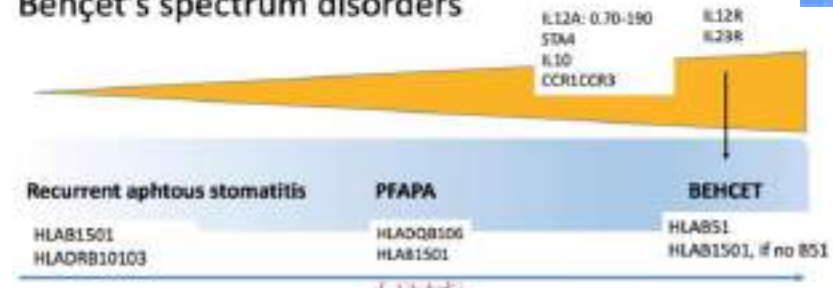 Behçet's spectrum disorders
IL12A: 0.70-190
STA4
IL10
CCR1CCR3
IL12R
IL23R
Recurrent aphtous stomatitis
PFAPA
BEHCET
HLAB1501
HLADRB10103
HLADQB106
HLAB1501
HLAB51
HLAB1501, if no B51